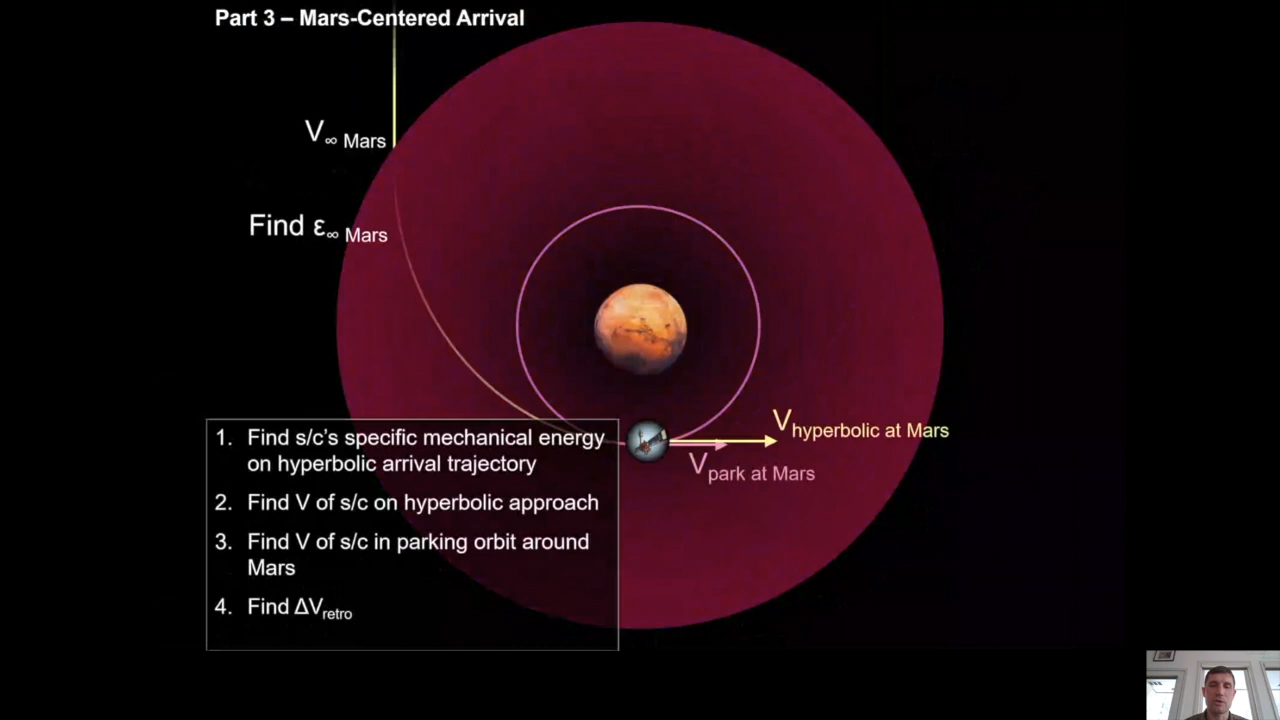 Part 3 – Mars-Centered Arrival
V∞ Mars
Find ε∞ Mars
1. Find s/c's specific mechanical energy
on hyperbolic arrival trajectory
2. Find V of s/c on hyperbolic approach
3. Find V of s/c in parking orbit around
Mars
4. Find ΔVretro
Vhyperbolic at Mars
Vpark at Mars